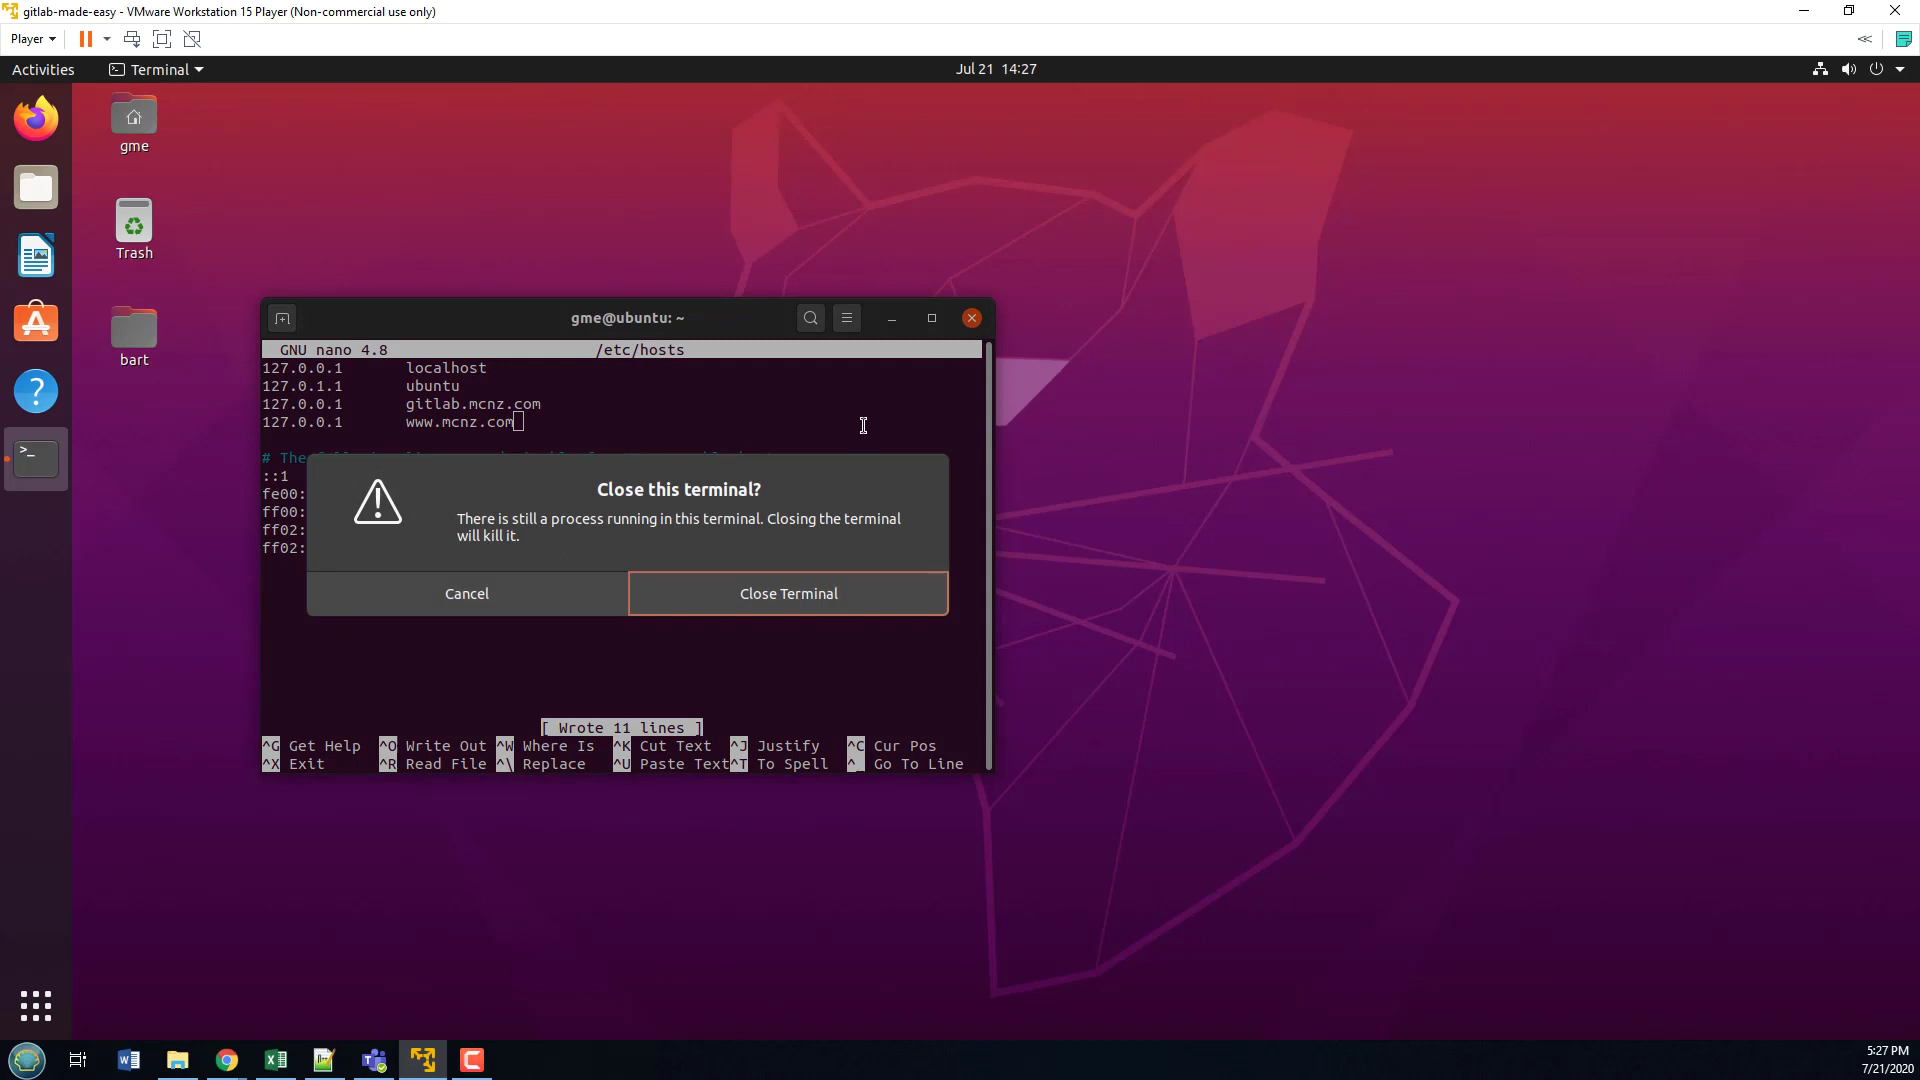 gitlab-made-easy - VMware Workstation 15 Player (Non-commercial use only)
Player
Activities
Terminal
Jul 21 14:27
gme
Trash
bart
gme@ubuntu: ~
GNU nano 4.8 /etc/hosts
127.0.0.1 localhost
127.0.1.1 ubuntu
127.0.0.1 gitlab.mcnz.com
127.0.0.1 www.mcnz.com
# The
::1
fe00:
ff00:
ff02:
ff02:
Close this terminal?
There is still a process running in this terminal. Closing the terminal
will kill it.
Cancel
Close Terminal
[ Wrote 11 lines ]
^G Get Help ^O Write Out ^W Where Is ^K Cut Text ^J Justify ^C Cur Pos
^X Exit ^R Read File ^\ Replace ^U Paste Text ^T To Spell ^_ Go To Line
5:27 PM
7/21/2020